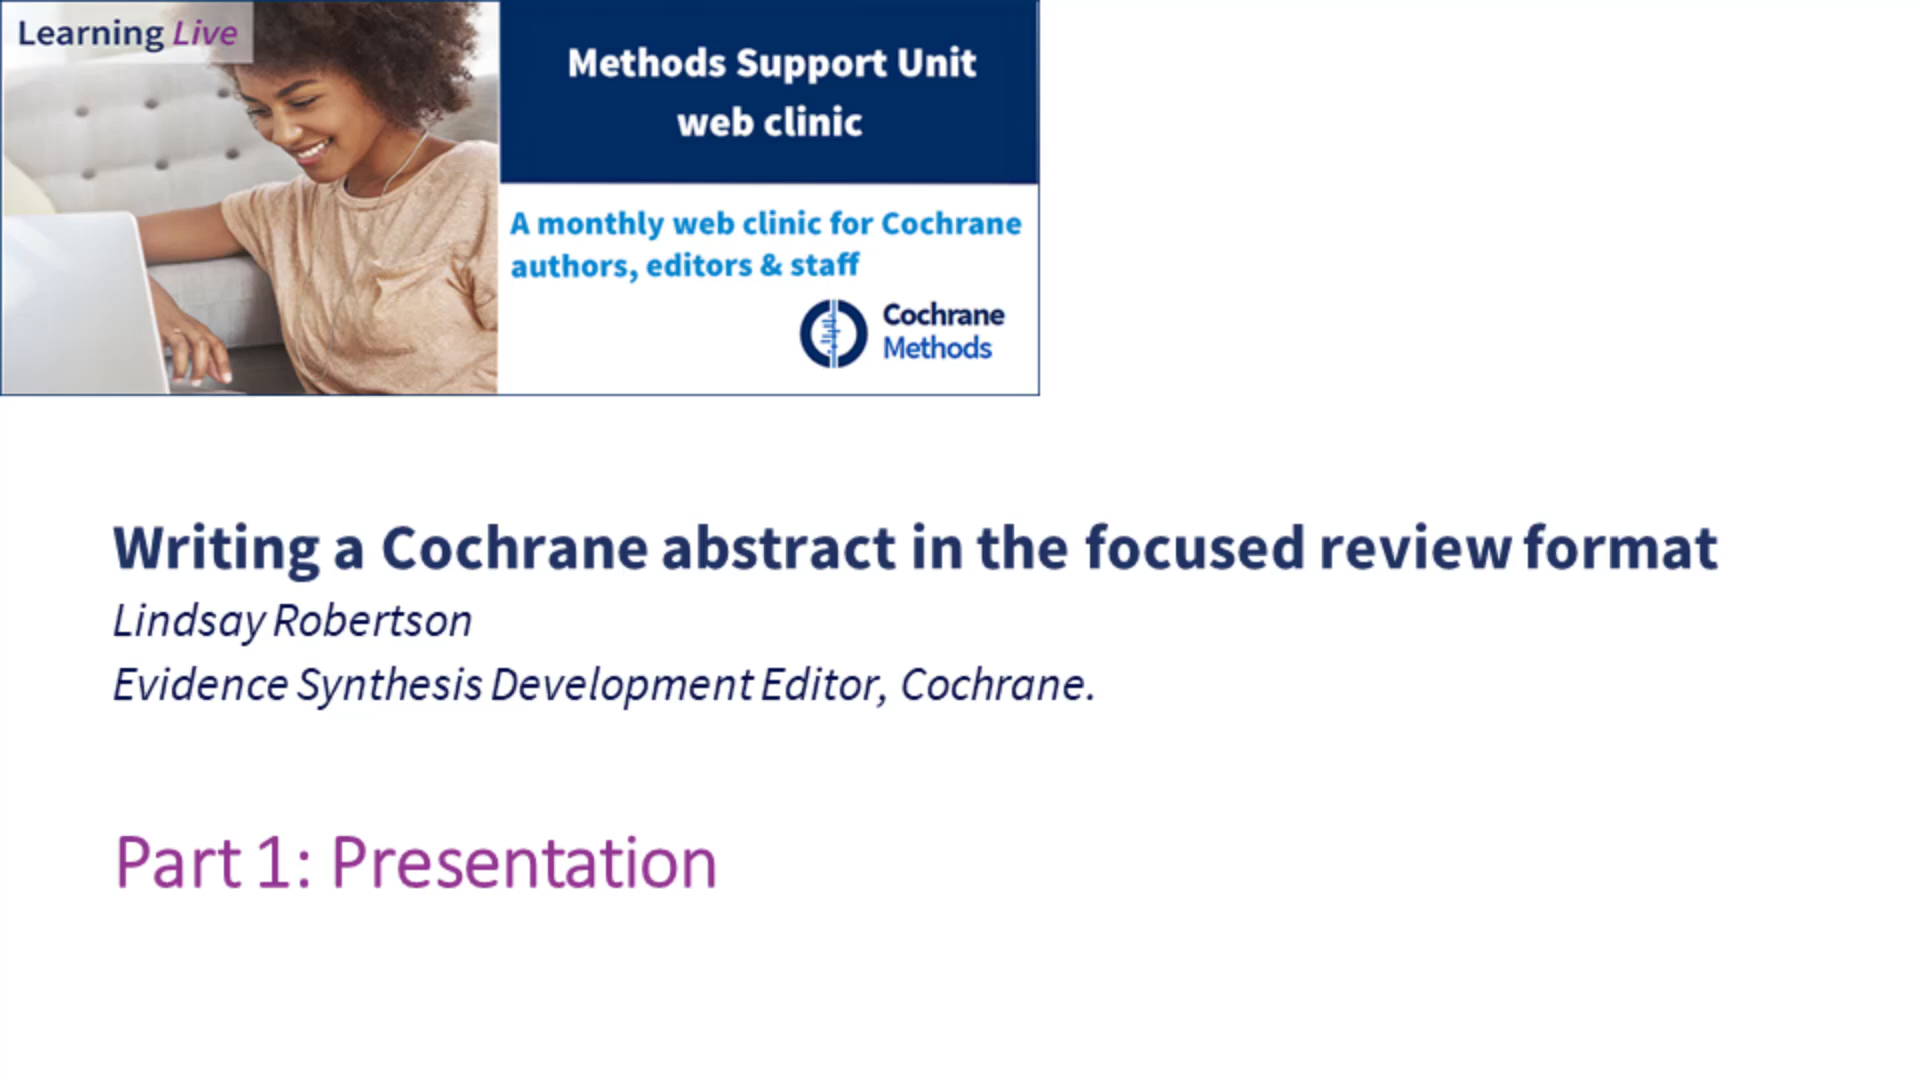 Learning Live
Methods Support Unit
web clinic
A monthly web clinic for Cochrane
authors, editors & staff
Cochrane
Methods
Writing a Cochrane abstract in the focused review format
Lindsay Robertson
Evidence Synthesis Development Editor, Cochrane.
Part 1: Presentation